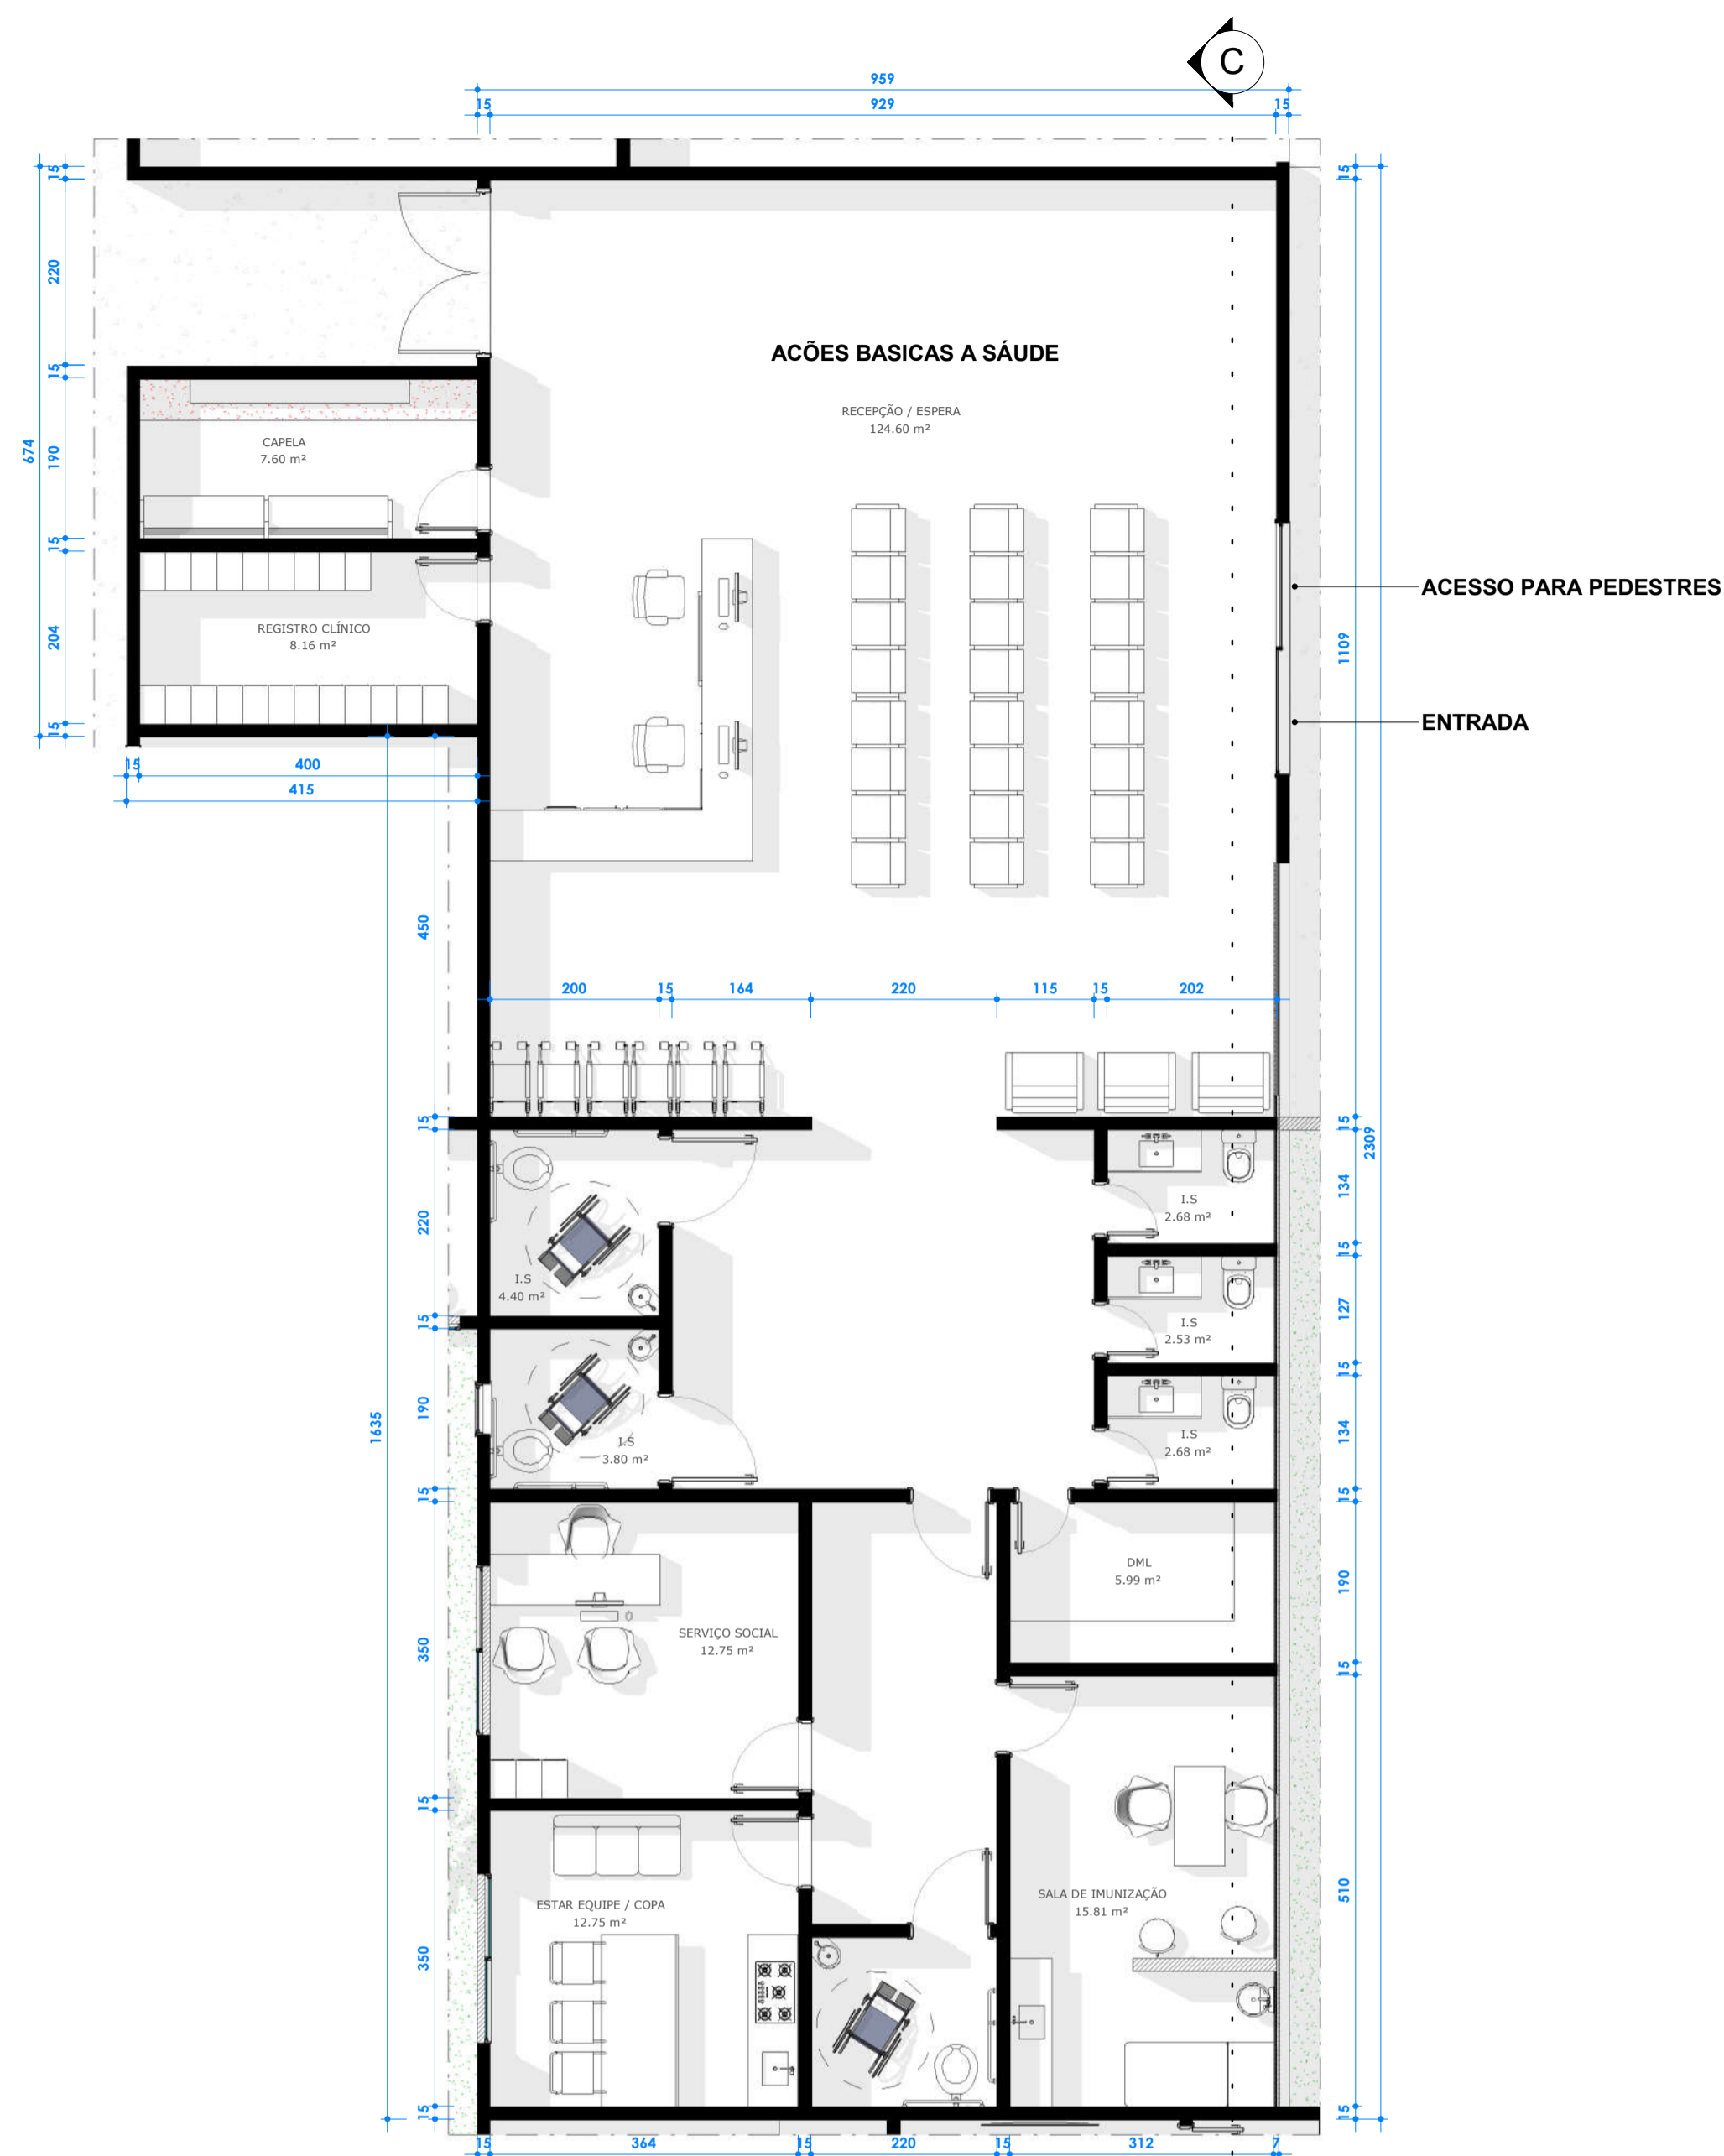 C
959
15
929
15
15
220
15
190
15
204
15
674
ACÕES BASICAS A SÁUDE
RECEPÇÃO / ESPERA
124.60 m²
CAPELA
7.60 m²
REGISTRO CLÍNICO
8.16 m²
15
400
415
ACESSO PARA PEDESTRES
ENTRADA
15
1109
15
2309
134
15
127
15
134
15
190
15
510
15
450
15
220
15
190
15
350
15
350
15
1635
200
15
164
220
115
15
202
I.S
4.40 m²
I.S
3.80 m²
I.S
2.68 m²
I.S
2.53 m²
I.S
2.68 m²
DML
5.99 m²
SERVIÇO SOCIAL
12.75 m²
ESTAR EQUIPE / COPA
12.75 m²
SALA DE IMUNIZAÇÃO
15.81 m²
15
364
15
220
15
312
7